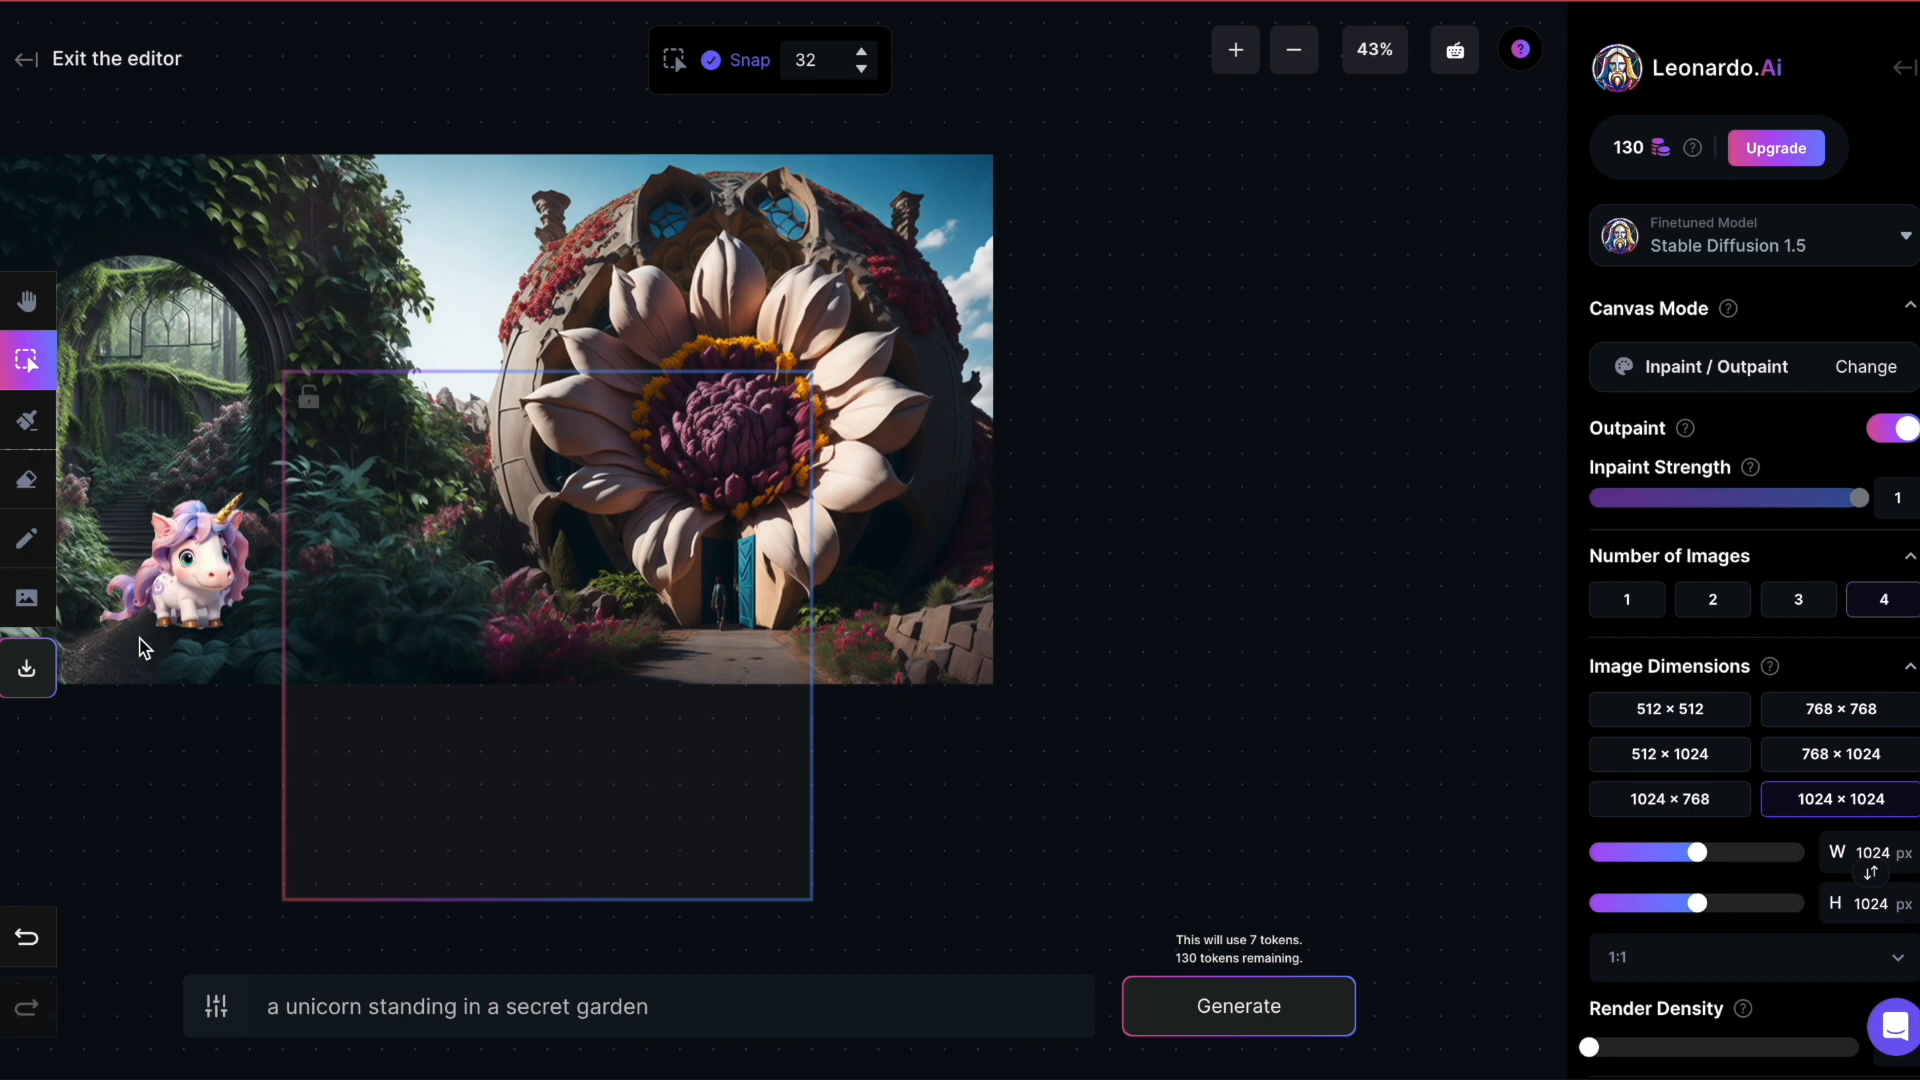 Exit the editor
Snap
32
43%
?
Leonardo.Ai
130
?
Upgrade
Finetuned Model
Stable Diffusion 1.5
Canvas Mode ?
Inpaint / Outpaint
Change
Outpaint ?
Inpaint Strength ?
1
Number of Images
1
2
3
4
Image Dimensions ?
512 × 512
768 × 768
512 × 1024
768 × 1024
1024 × 768
1024 × 1024
W 1024 px
H 1024 px
1:1
Render Density ?
This will use 7 tokens.
130 tokens remaining.
a unicorn standing in a secret garden
Generate